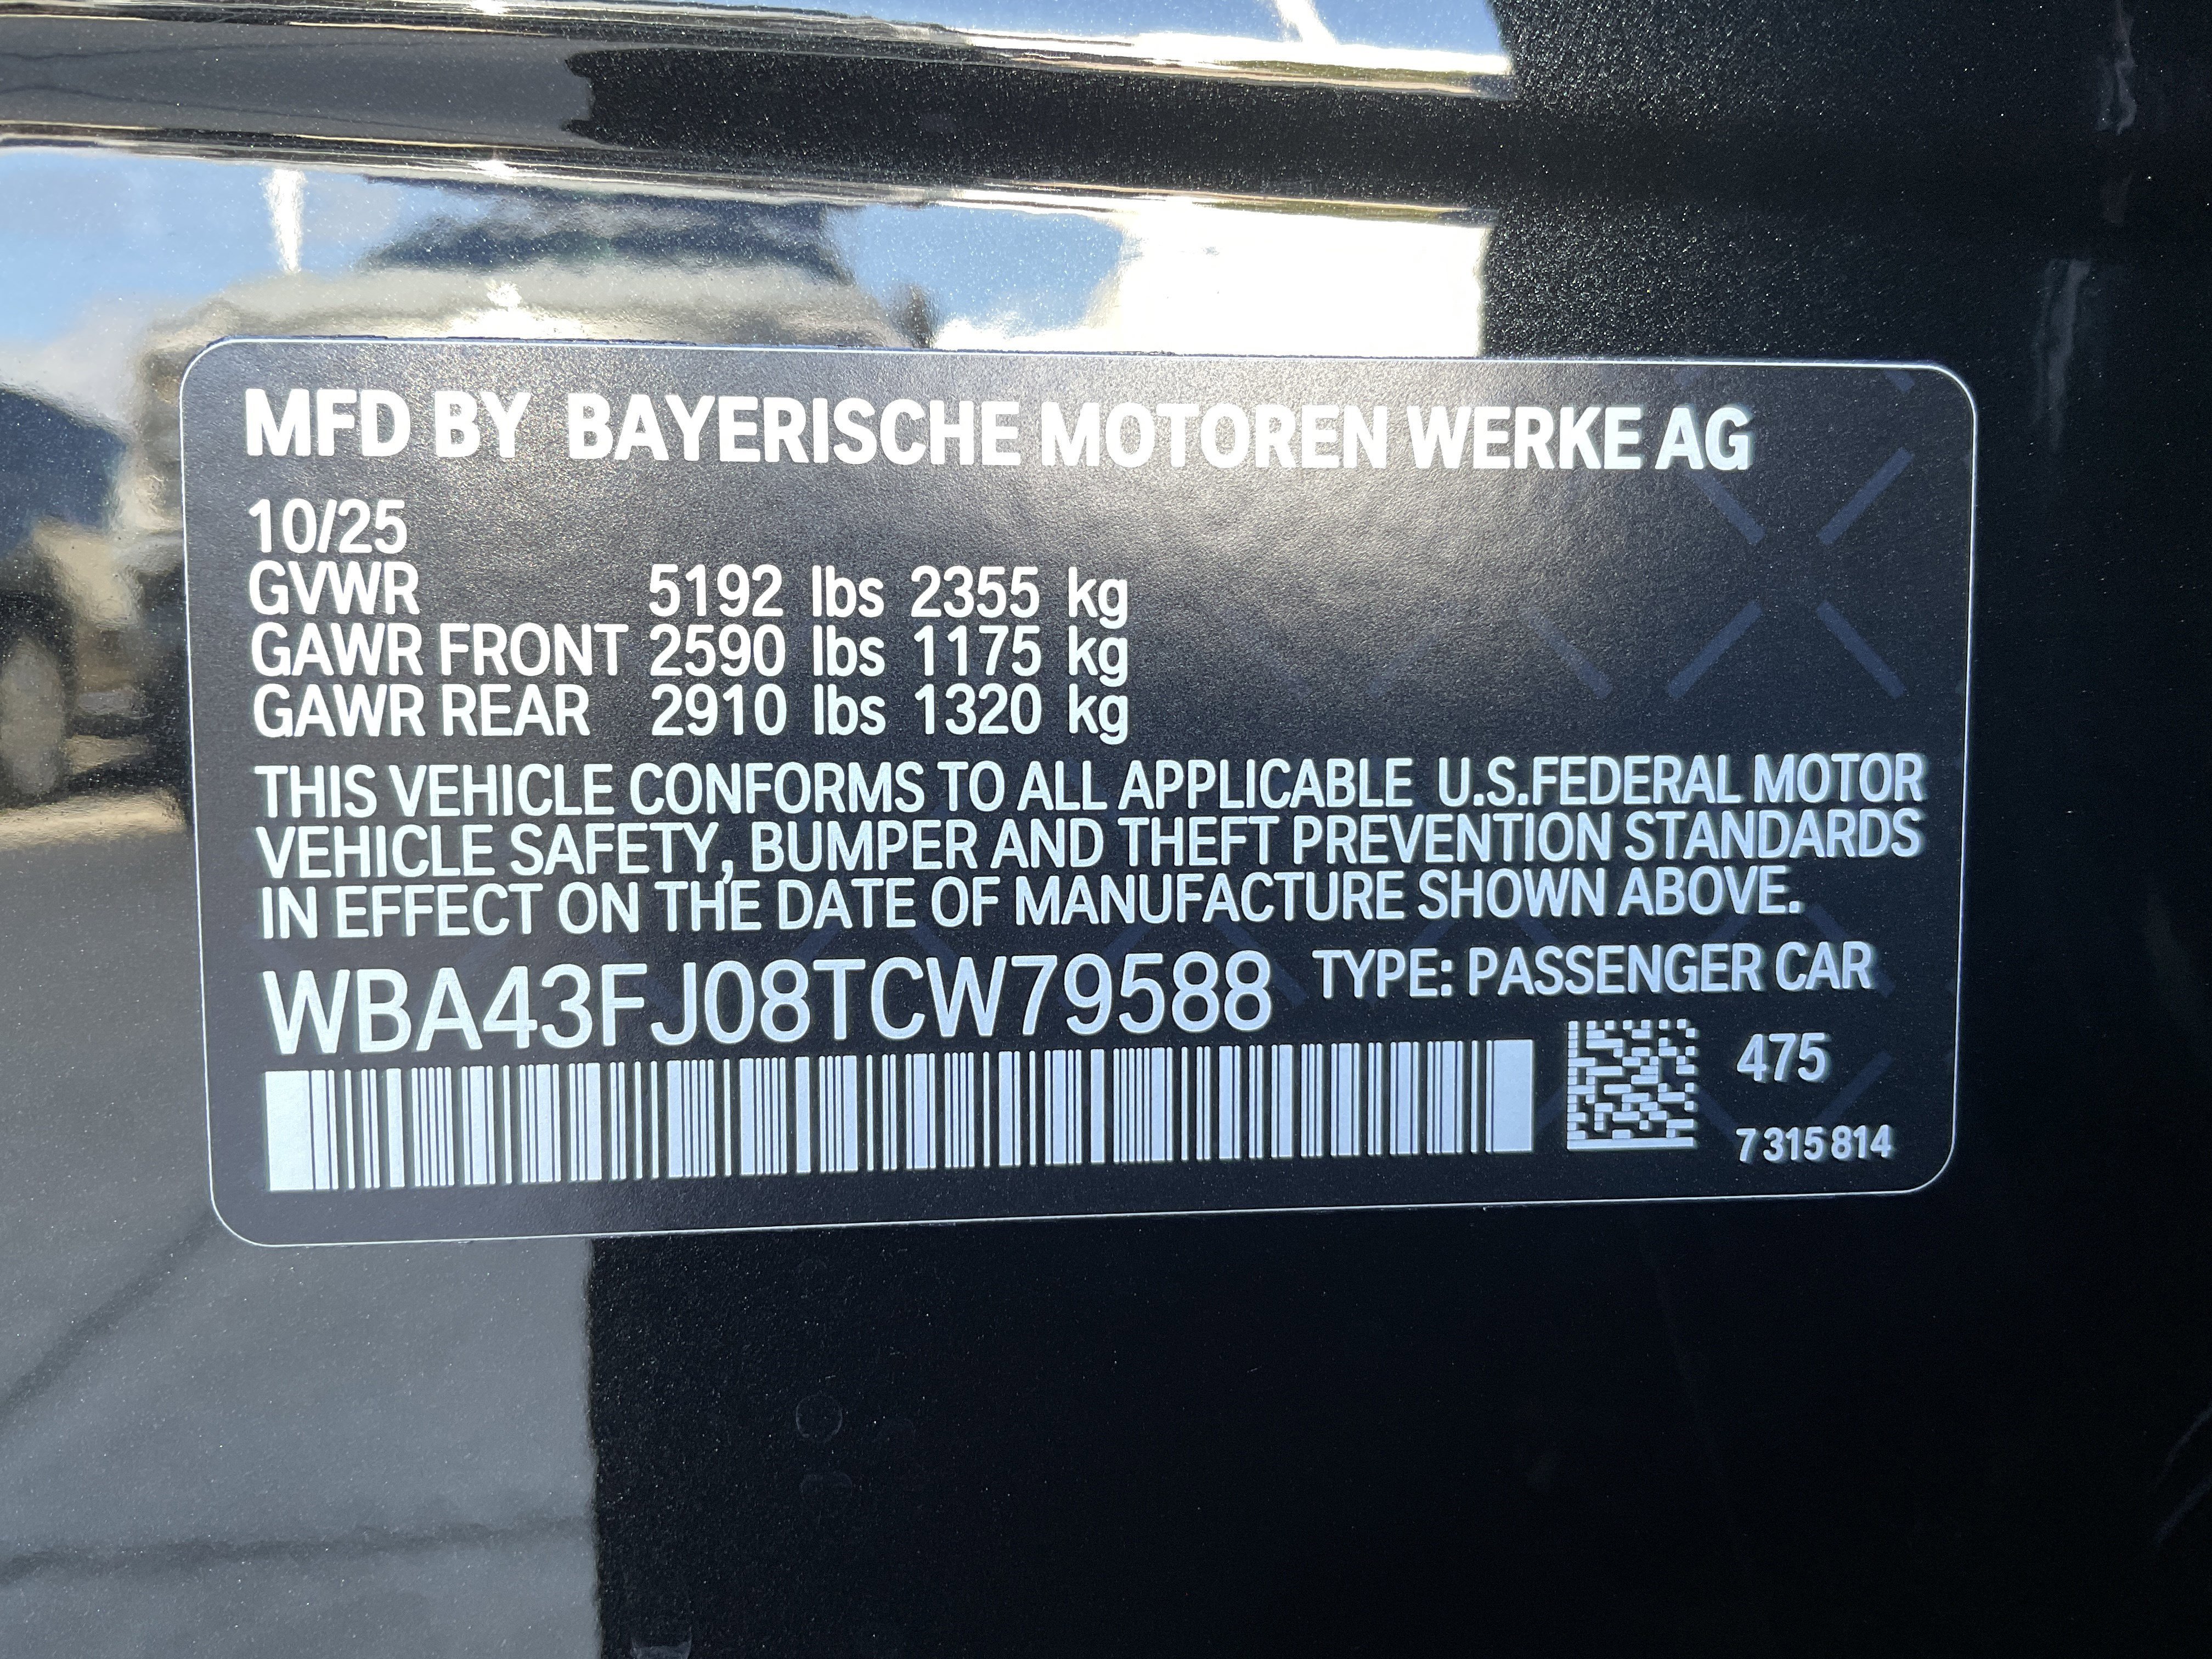 MFD BY BAYERISCHE MOTOREN WERKE AG
10/25
GVWR 5192 lbs 2355 kg
GAWR FRONT 2590 lbs 1175 kg
GAWR REAR 2910 lbs 1320 kg
THIS VEHICLE CONFORMS TO ALL APPLICABLE U.S.FEDERAL MOTOR
VEHICLE SAFETY, BUMPER AND THEFT PREVENTION STANDARDS
IN EFFECT ON THE DATE OF MANUFACTURE SHOWN ABOVE.
WBA43FJ08TCW79588 TYPE: PASSENGER CAR
475
7 315 814